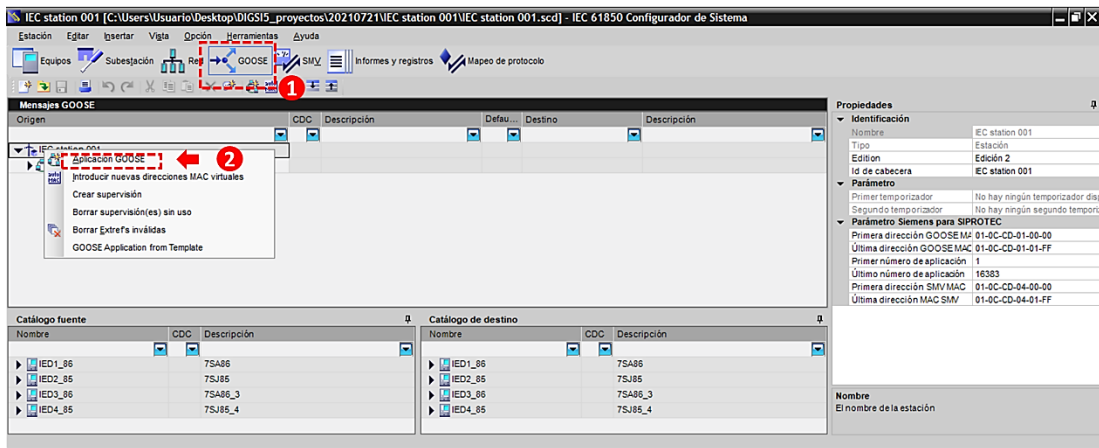 IEC station 001 [C:\Users\Usuario\Desktop\DIGSI5_proyectos\20210721\IEC station 001\IEC station 001.scd] - IEC 61850 Configurador de Sistema
Estación Editar Insertar Vista Opción Herramientas Ayuda
Equipos Subestación Red GOOSE SMV Informes y registros Mapeo de protocolo
1
Mensajes GOOSE
Origen CDC Descripción Defau... Destino Descripción
IEC station 001
Aplicación GOOSE
2
Introducir nuevas direcciones MAC virtuales
Crear supervisión
Borrar supervisión(es) sin uso
Borrar Extref's inválidas
GOOSE Application from Template
Propiedades
Identificación
Nombre IEC station 001
Tipo Estación
Edition Edición 2
Id de cabecera IEC station 001
Parámetro
Primer temporizador No hay ningún temporizador dis
Segundo temporizador No hay ningún segundo tempori
Parámetro Siemens para SIPROTEC
Primera dirección GOOSE MA 01-0C-CD-01-00-00
Última dirección GOOSE MAC 01-0C-CD-01-01-FF
Primer número de aplicación 1
Último número de aplicación 16383
Primera dirección SMV MAC 01-0C-CD-04-00-00
Última dirección MAC SMV 01-0C-CD-04-01-FF
Catálogo fuente
Nombre CDC Descripción
IED1_86 7SA86
IED2_85 7SJ85
IED3_86 7SA86_3
IED4_85 7SJ85_4
Catálogo de destino
Nombre CDC Descripción
IED1_86 7SA86
IED2_85 7SJ85
IED3_86 7SA86_3
IED4_85 7SJ85_4
Nombre
El nombre de la estación